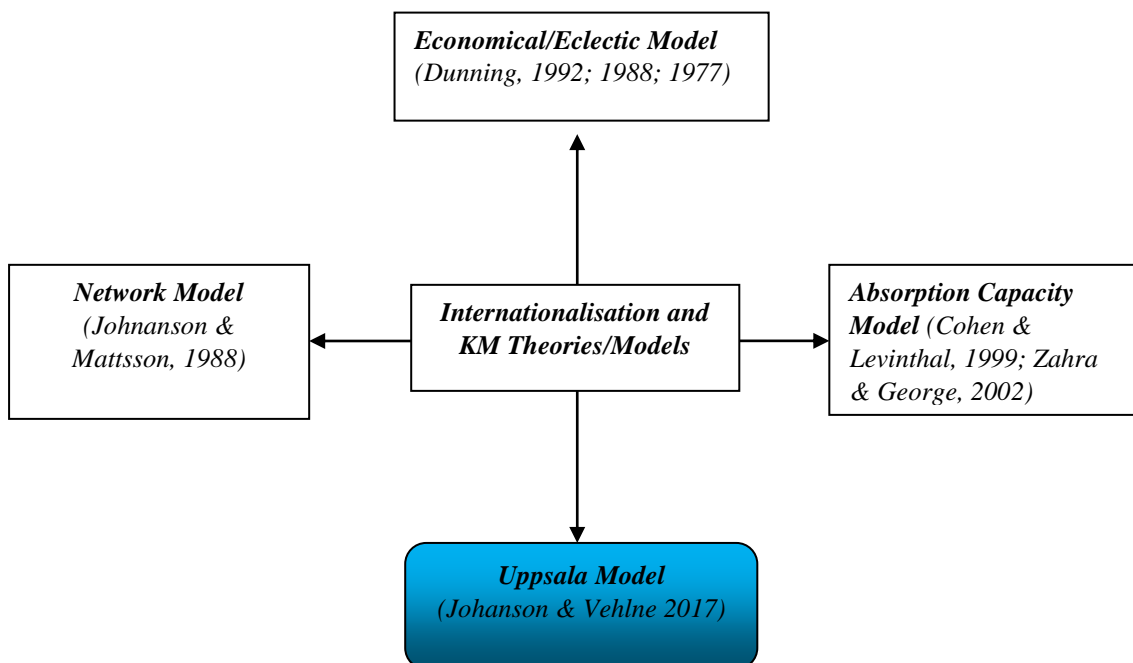 Economical/Eclectic Model
(Dunning, 1992; 1988; 1977)
Network Model
(Johnanson &
Mattsson, 1988)
Internationalisation and
KM Theories/Models
Absorption Capacity
Model (Cohen &
Levinthal, 1999; Zahra
& George, 2002)
Uppsala Model
(Johanson & Vehlne 2017)